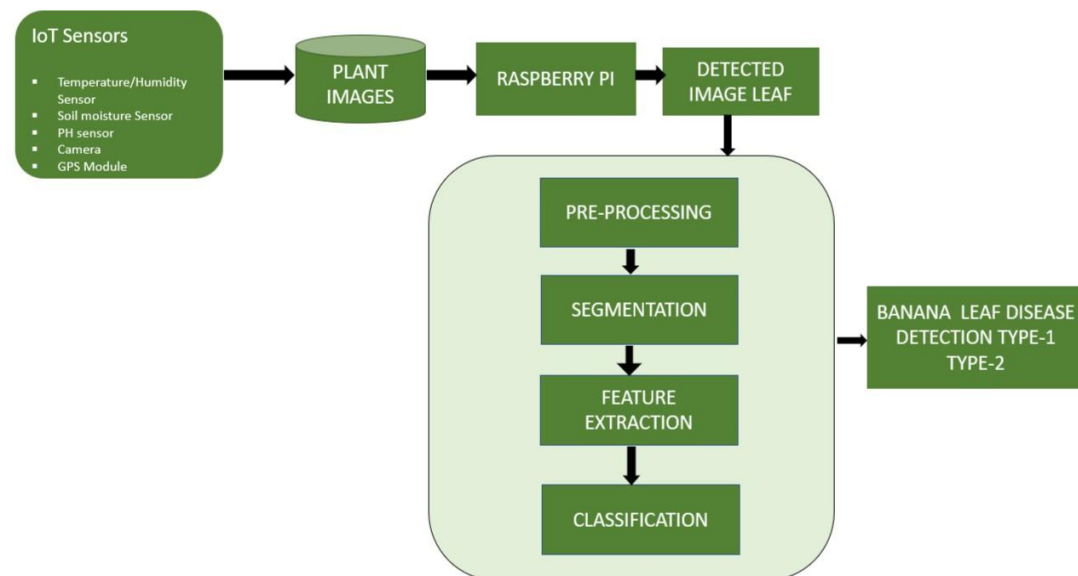 IoT Sensors
▪ Temperature/Humidity
Sensor
▪ Soil moisture Sensor
▪ PH sensor
▪ Camera
▪ GPS Module
PLANT
IMAGES
RASPBERRY PI
DETECTED
IMAGE LEAF
PRE-PROCESSING
SEGMENTATION
FEATURE
EXTRACTION
CLASSIFICATION
BANANA LEAF DISEASE
DETECTION TYPE-1
TYPE-2